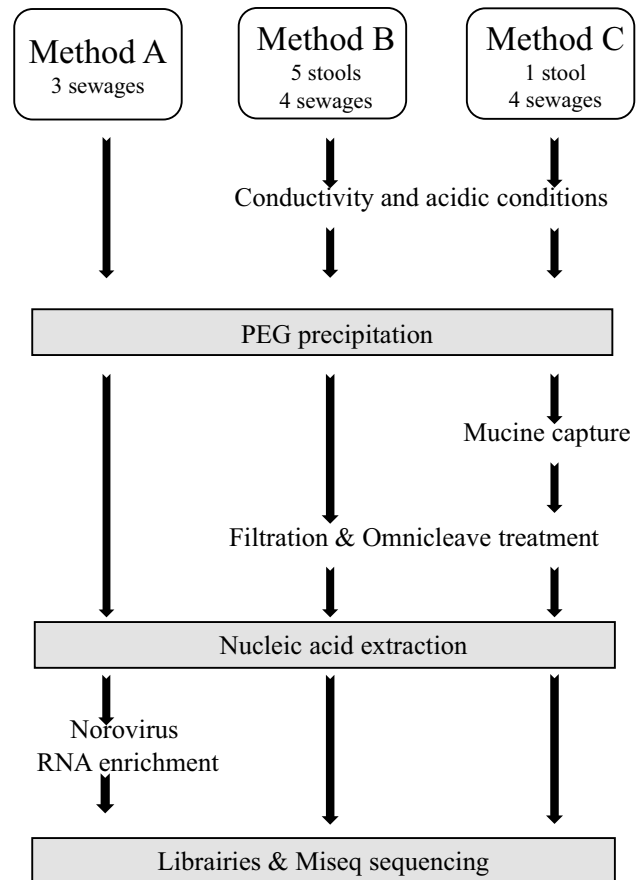 Method A
3 sewages
Method B
5 stools
4 sewages
Method C
1 stool
4 sewages
Conductivity and acidic conditions
PEG precipitation
Mucine capture
Filtration & Omnicleave treatment
Nucleic acid extraction
Norovirus
RNA enrichment
Librairies & Miseq sequencing